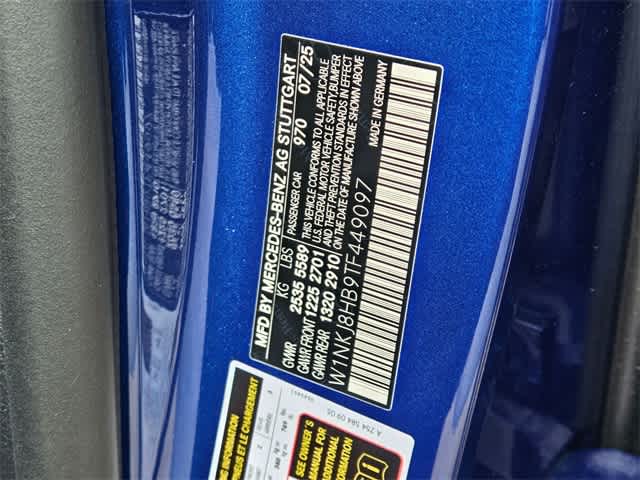 MFD BY MERCEDES-BENZ AG STUTTGART
PASSENGER CAR 970 07/25
KG LBS
GVWR 2535 5589
GAWR FRONT 1225 2701
GAWR REAR 1320 2910
THIS VEHICLE CONFORMS TO ALL APPLICABLE
U.S. FEDERAL MOTOR VEHICLE SAFETY, BUMPER
AND THEFT PREVENTION STANDARDS IN EFFECT
ON THE DATE OF MANUFACTURE SHOWN ABOVE
MADE IN GERMANY
W1NKJ8HB9TF449097
A 254 584 09 05
SEE OWNER'S
MANUAL FOR
ADDITIONAL
INFORMATION